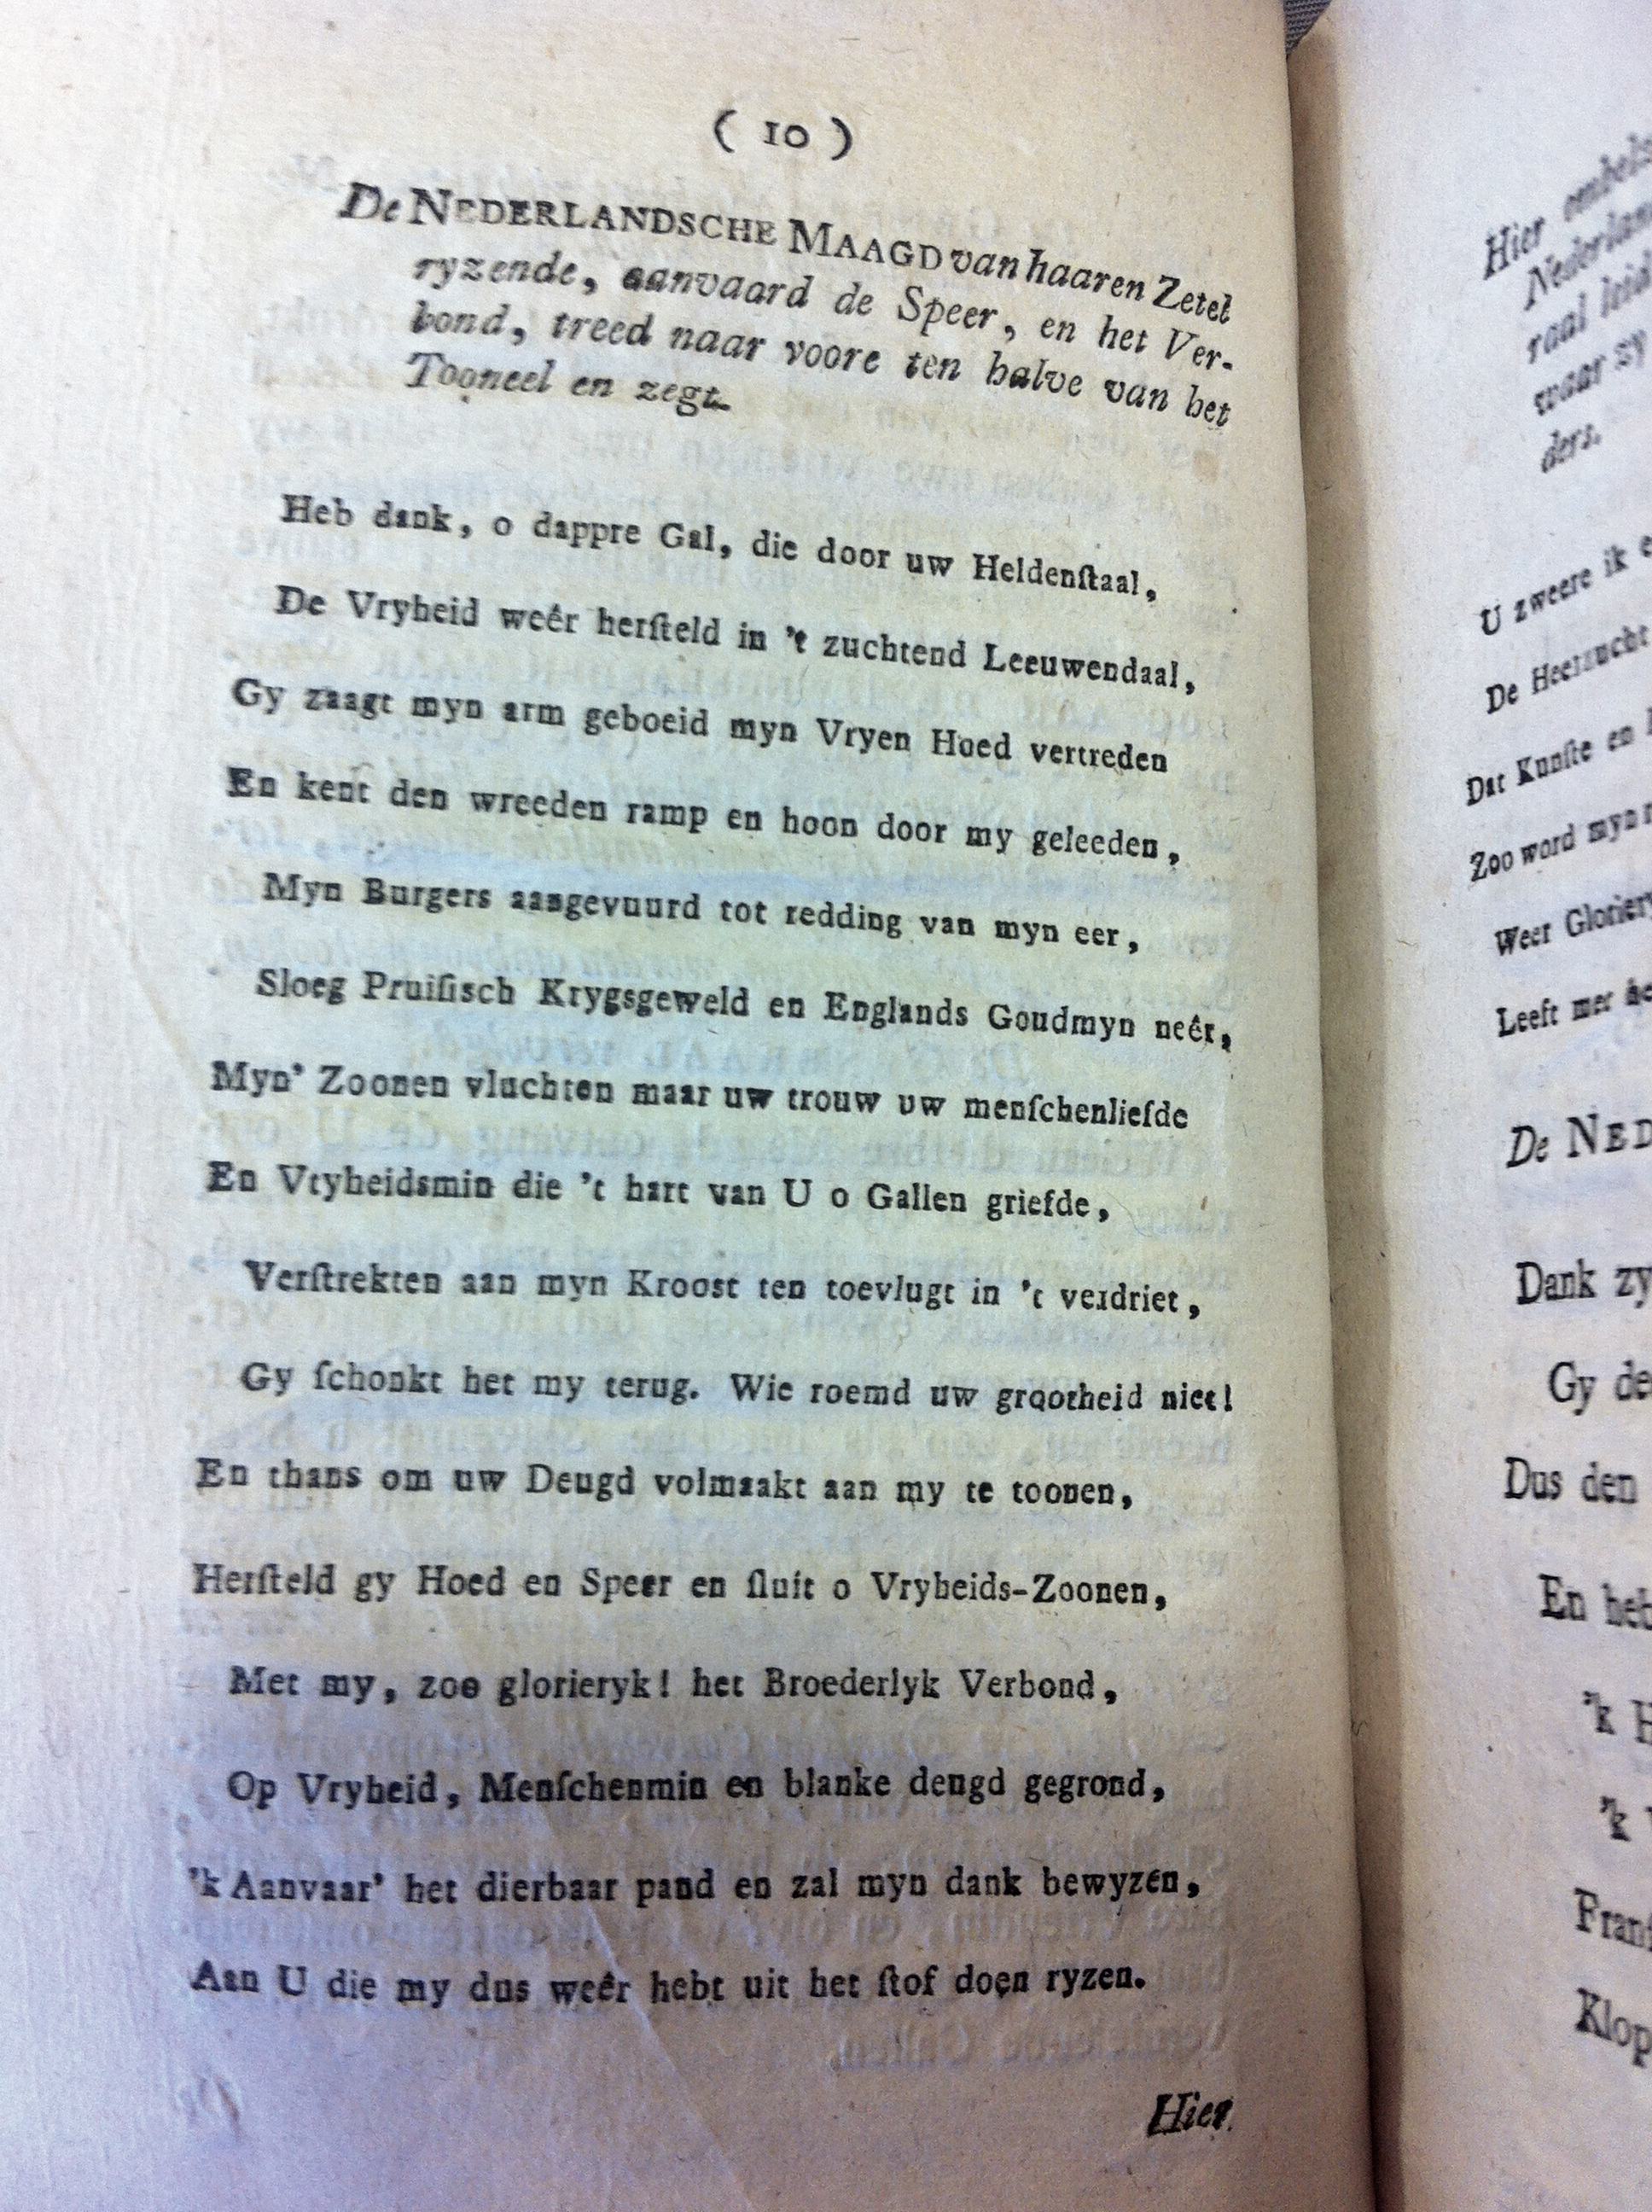 ( 10 )
De NEDERLANDSCHE MAAGD van haaren Zetel
ryzende, aanvaard de Speer, en het Ver-
bond, treed naar voore ten halve van het
Tooneel en zegt.
Heb dank, o dappre Gal, die door uw Heldenſtaal,
De Vryheid weêr herſteld in 't zuchtend Leeuwendaal,
Gy zaagt myn arm geboeid myn Vryen Hoed vertreden
En kent den wreeden ramp en hoon door my geleeden,
Myn Burgers aangevuurd tot redding van myn eer,
Sloeg Pruiſisch Krygsgeweld en Englands Goudmyn neêr,
Myn' Zoonen vluchten maar uw trouw uw menſchenliefde
En Vryheidsmin die 't hart van U o Gallen griefde,
Verſtrekten aan myn Kroost ten toevlugt in 't verdriet,
Gy ſchonkt het my terug. Wie roemd uw grootheid niet!
En thans om uw Deugd volmaakt aan my te toonen,
Herſteld gy Hoed en Speer en ſluit o Vryheids-Zoonen,
Met my, zoo glorieryk! het Broederlyk Verbond,
Op Vryheid, Menſchenmin en blanke deugd gegrond,
'k Aanvaar' het dierbaar pand en zal myn dank bewyzen,
Aan U die my dus weêr hebt uit het ſtof doen ryzen.
Hier
Hier
raal leid
waar zy
ders.
U zweere ik
De Heerzucht
Dat Kunſte en
Zoo word myn
Weer
Leeft met
De
Dank zy
Gy
Dus den
En
'k
'k